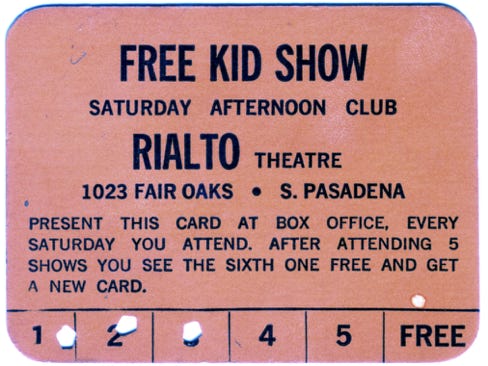 FREE KID SHOW
SATURDAY AFTERNOON CLUB
RIALTO THEATRE
1023 FAIR OAKS • S. PASADENA
PRESENT THIS CARD AT BOX OFFICE, EVERY
SATURDAY YOU ATTEND. AFTER ATTENDING 5
SHOWS YOU SEE THE SIXTH ONE FREE AND GET
A NEW CARD.
1 2 3 4 5 FREE